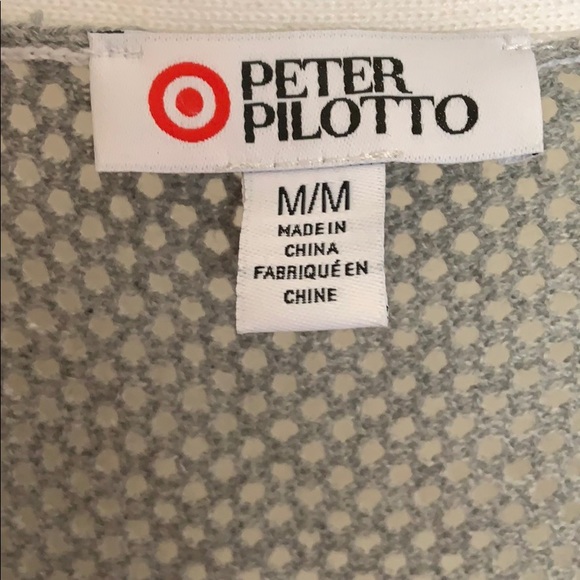 PETER
PILOTTO
M/M
MADE IN
CHINA
FABRIQUÉ EN
CHINE